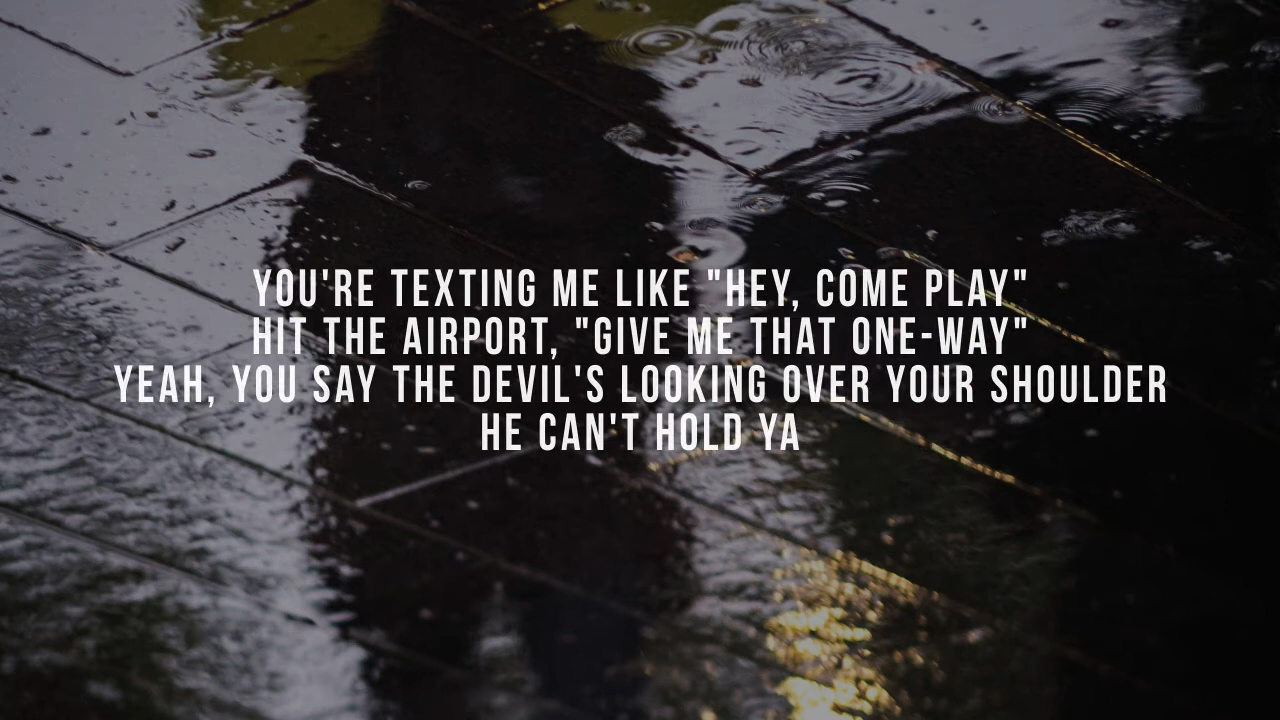 YOU'RE TEXTING ME LIKE "HEY, COME PLAY"
HIT THE AIRPORT, "GIVE ME THAT ONE-WAY"
YEAH, YOU SAY THE DEVIL'S LOOKING OVER YOUR SHOULDER
HE CAN'T HOLD YA